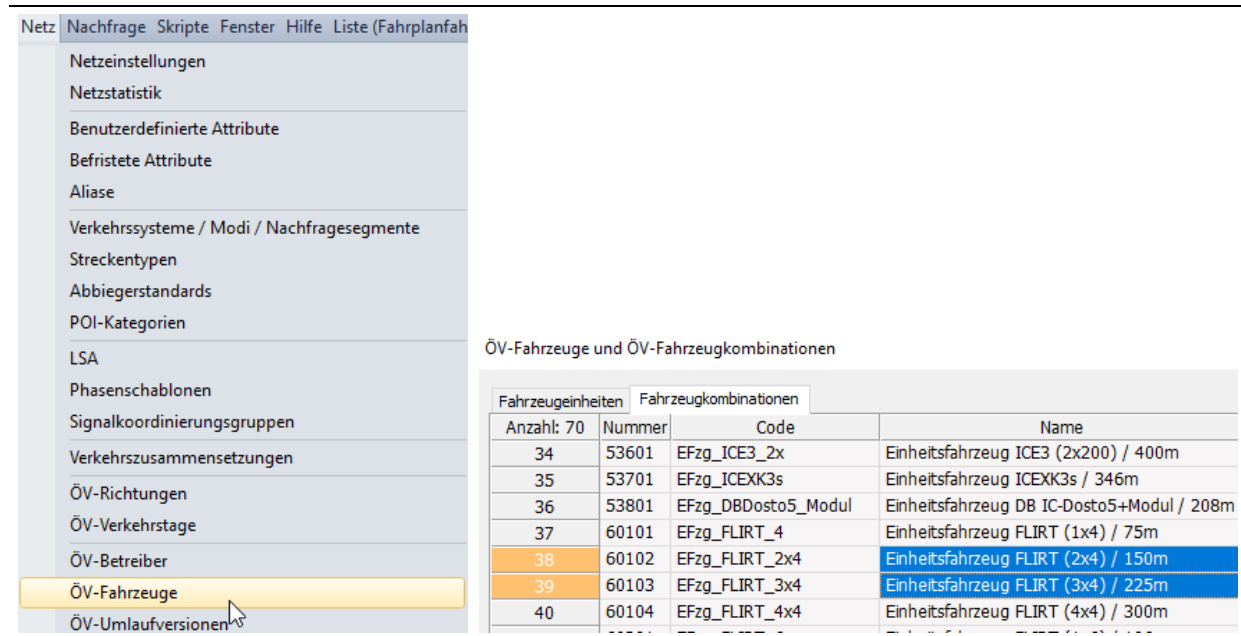 Netz Nachfrage Skripte Fenster Hilfe Liste (Fahrplanfah
Netzeinstellungen
Netzstatistik
Benutzerdefinierte Attribute
Befristete Attribute
Aliase
Verkehrssysteme / Modi / Nachfragesegmente
Streckentypen
Abbiegerstandards
POI-Kategorien
LSA
Phasenschablonen
Signalkoordinierungsgruppen
Verkehrszusammensetzungen
ÖV-Richtungen
ÖV-Verkehrstage
ÖV-Betreiber
ÖV-Fahrzeuge
ÖV-Umlaufversionen
ÖV-Fahrzeuge und ÖV-Fahrzeugkombinationen
Fahrzeugeinheiten Fahrzeugkombinationen
Anzahl: 70 Nummer Code Name
34 53601 EFzg_ICE3_2x Einheitsfahrzeug ICE3 (2x200) / 400m
35 53701 EFzg_ICEXK3s Einheitsfahrzeug ICEXK3s / 346m
36 53801 EFzg_DBDosto5_Modul Einheitsfahrzeug DB IC-Dosto5+Modul / 208m
37 60101 EFzg_FLIRT_4 Einheitsfahrzeug FLIRT (1x4) / 75m
38 60102 EFzg_FLIRT_2x4 Einheitsfahrzeug FLIRT (2x4) / 150m
39 60103 EFzg_FLIRT_3x4 Einheitsfahrzeug FLIRT (3x4) / 225m
40 60104 EFzg_FLIRT_4x4 Einheitsfahrzeug FLIRT (4x4) / 300m